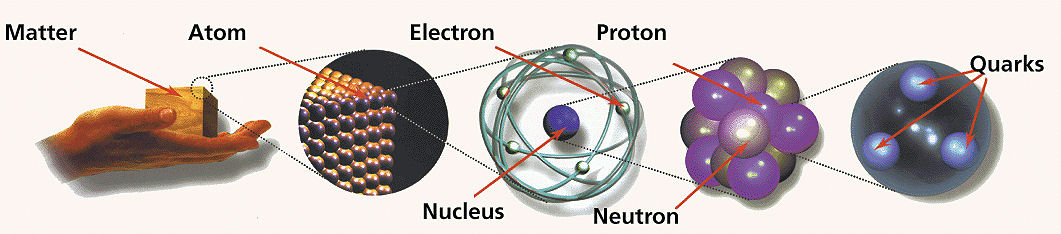 Matter
Atom
Electron
Proton
Quarks
Nucleus
Neutron